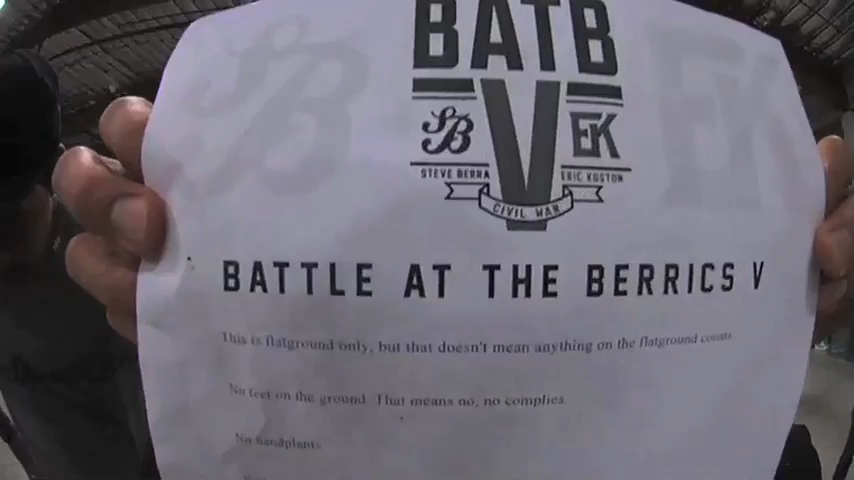 BATB
V
SB EK
STEVE BERRA ERIC KOSTON
CIVIL WAR
BATTLE AT THE BERRICS V
This is flatground only, but that doesn't mean anything on the flatground counts
No feet on the ground. That means no, no complies.
No handplants